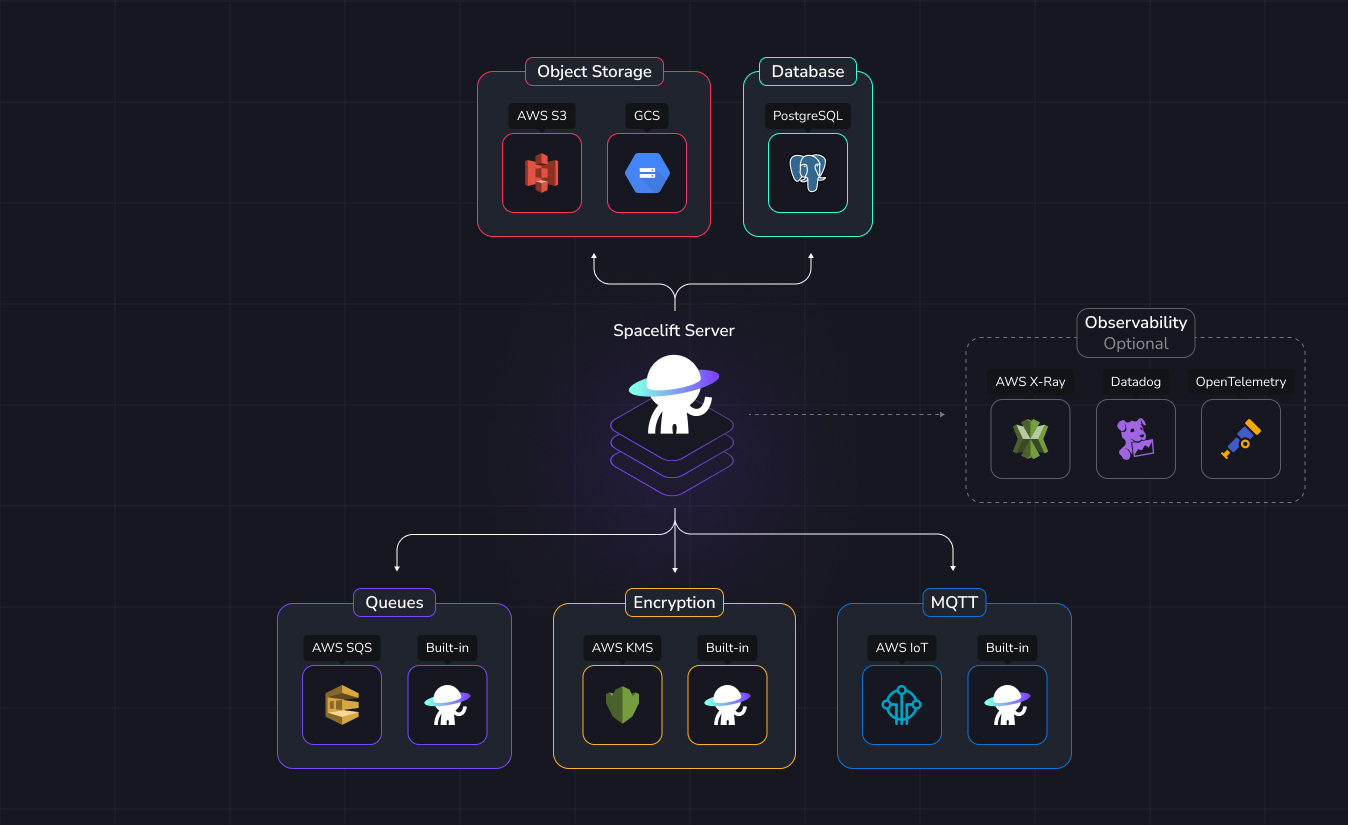 Object Storage
Database
AWS S3
GCS
PostgreSQL
Spacelift Server
Observability
Optional
AWS X-Ray
Datadog
OpenTelemetry
Queues
Encryption
MQTT
AWS SQS
Built-in
AWS KMS
Built-in
AWS IoT
Built-in